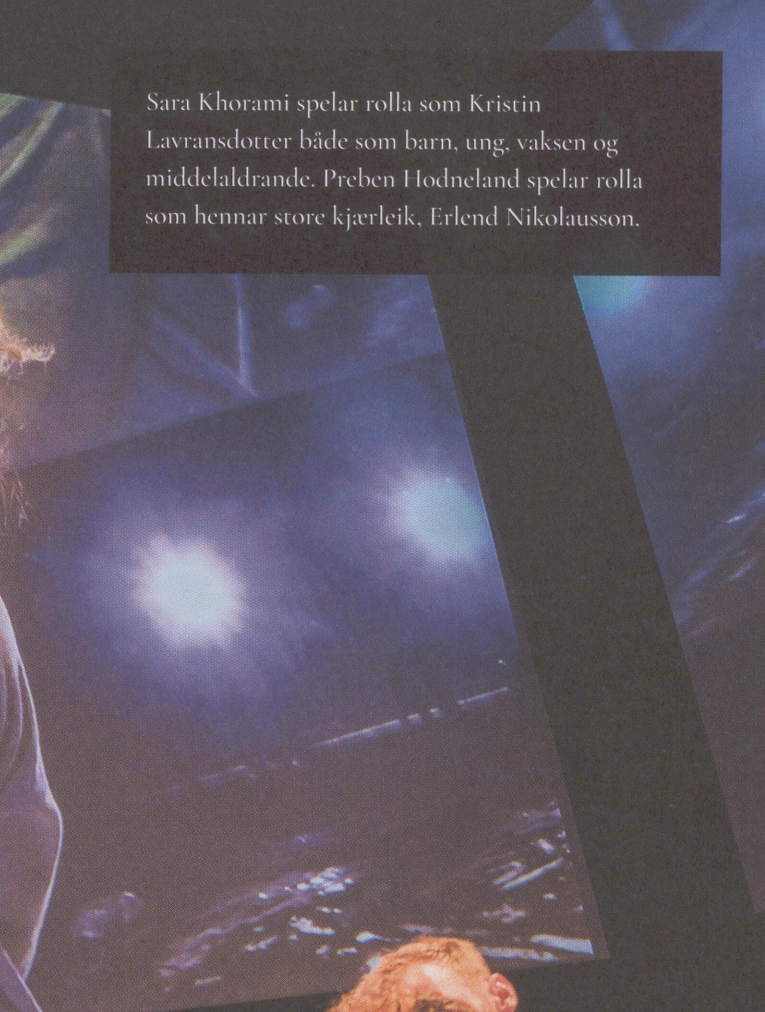 Sara Khorami spelar rolla som Kristin
Lavransdotter både som barn, ung, vaksen og
middelaldrande. Preben Hodneland spelar rolla
som hennar store kjærleik, Erlend Nikolausson.